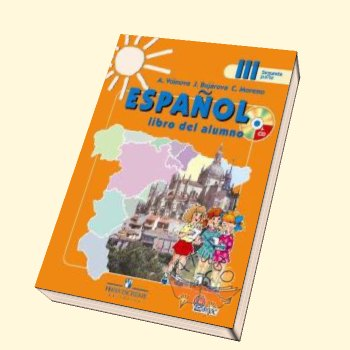 A. Voinova J. Bujarova C. Moreno
III
Segunda
parte
ESPAÑOL
libro del alumno
CD